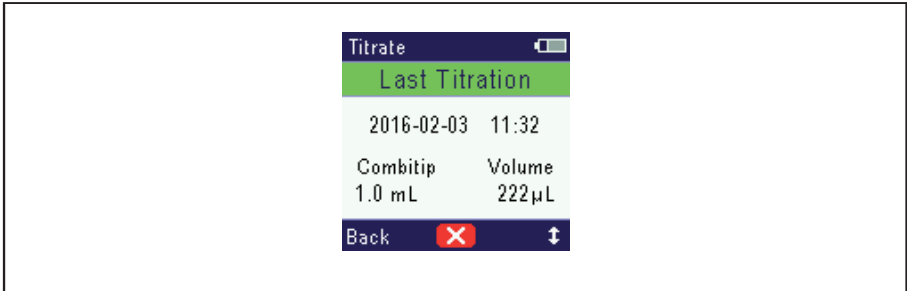 Titrate
Last Titration
2016-02-03 11:32
Combitip Volume
1.0 mL 222µL
Back